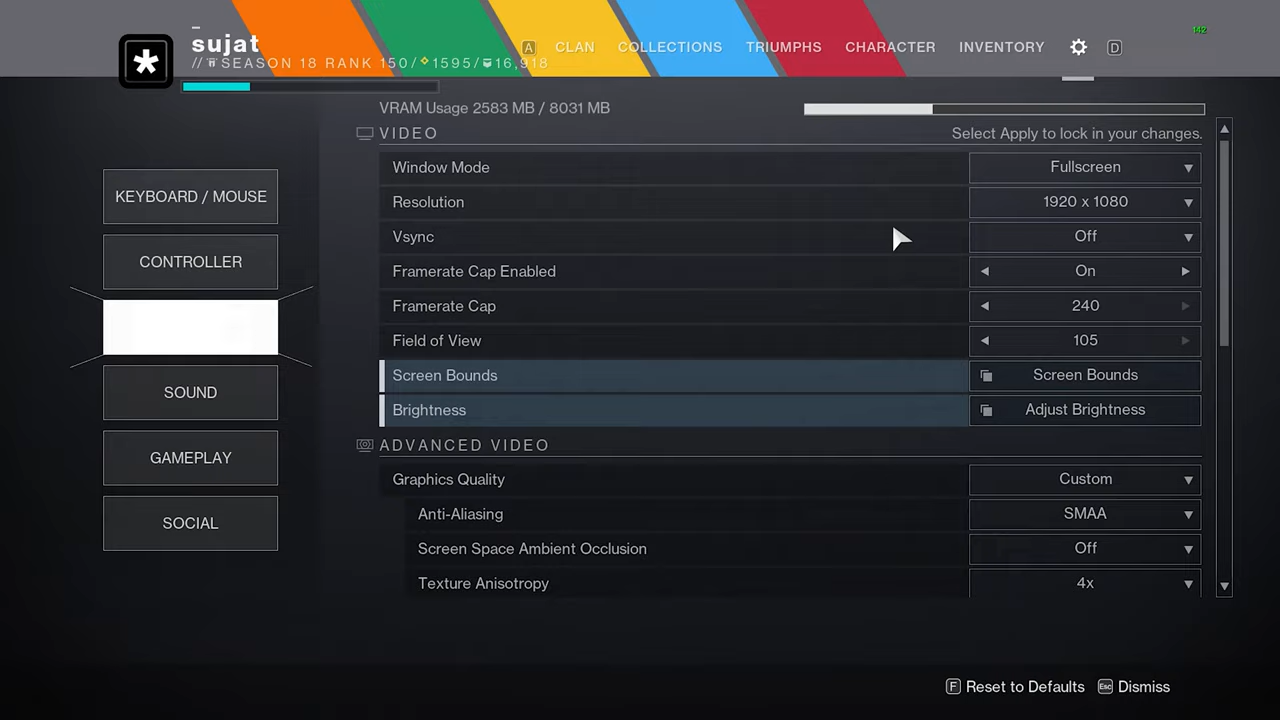 142
sujat
// SEASON 18 RANK 150/ 1595/ 16,918
A CLAN COLLECTIONS TRIUMPHS CHARACTER INVENTORY D
VRAM Usage 2583 MB / 8031 MB
VIDEO
Select Apply to lock in your changes.
Window Mode Fullscreen
Resolution 1920 x 1080
Vsync Off
Framerate Cap Enabled On
Framerate Cap 240
Field of View 105
Screen Bounds Screen Bounds
Brightness Adjust Brightness
ADVANCED VIDEO
Graphics Quality Custom
Anti-Aliasing SMAA
Screen Space Ambient Occlusion Off
Texture Anisotropy 4x
KEYBOARD / MOUSE
CONTROLLER
SOUND
GAMEPLAY
SOCIAL
F Reset to Defaults Esc Dismiss